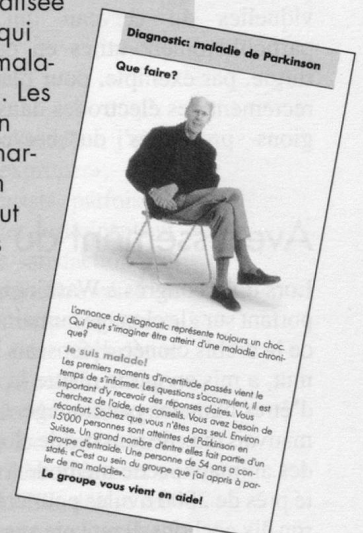 alisée
qui
mala-
Les
n
har-
n
out
s
Diagnostic: maladie de Parkinson
Que faire?
L'annonce du diagnostic représente toujours un choc.
Qui peut s'imaginer être atteint d'une maladie chroni-
que?
Je suis malade!
Les premiers moments d'incertitude passés vient le
temps de s'informer. Les questions s'accumulent, il est
important d'y recevoir des réponses claires. Vous
cherchez de l'aide, des conseils. Vous avez besoin de
réconfort. Sachez que vous n'êtes pas seul. Environ
15'000 personnes sont atteintes de Parkinson en
Suisse. Un grand nombre d'entre elles fait partie d'un
groupe d'entraide. Une personne de 54 ans a con-
staté: «C'est au sein du groupe que j'ai appris à par-
ler de ma maladie».
Le groupe vous vient en aide!